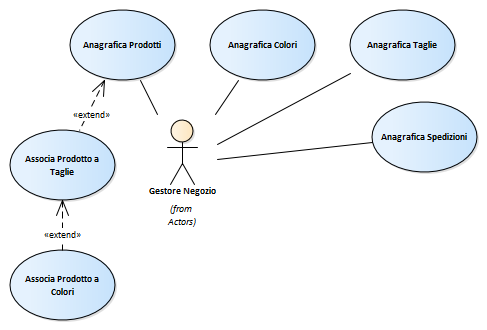 Anagrafica Prodotti
Anagrafica Colori
Anagrafica Taglie
«extend»
Anagrafica Spedizioni
Associa Prodotto a
Taglie
Gestore Negozio
(from
Actors)
«extend»
Associa Prodotto a
Colori